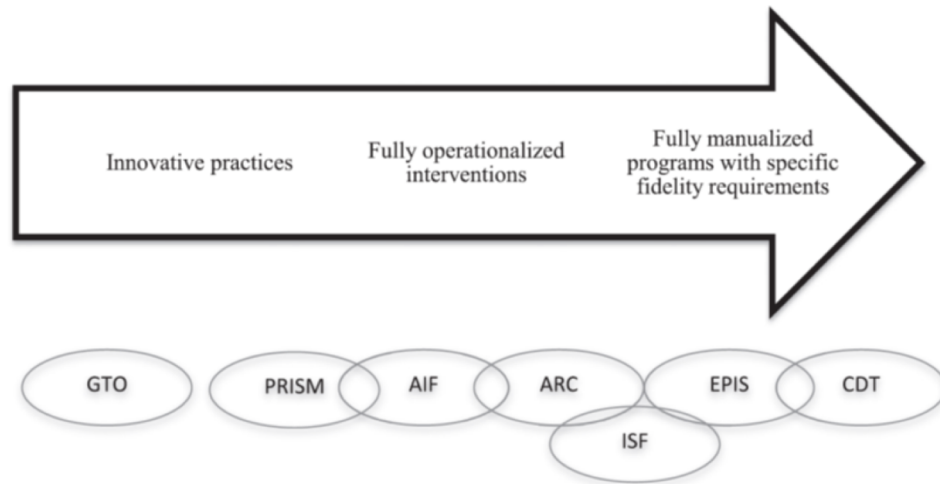 Innovative practices
Fully operationalized
interventions
Fully manualized
programs with specific
fidelity requirements
GTO
PRISM
AIF
ARC
EPIS
CDT
ISF